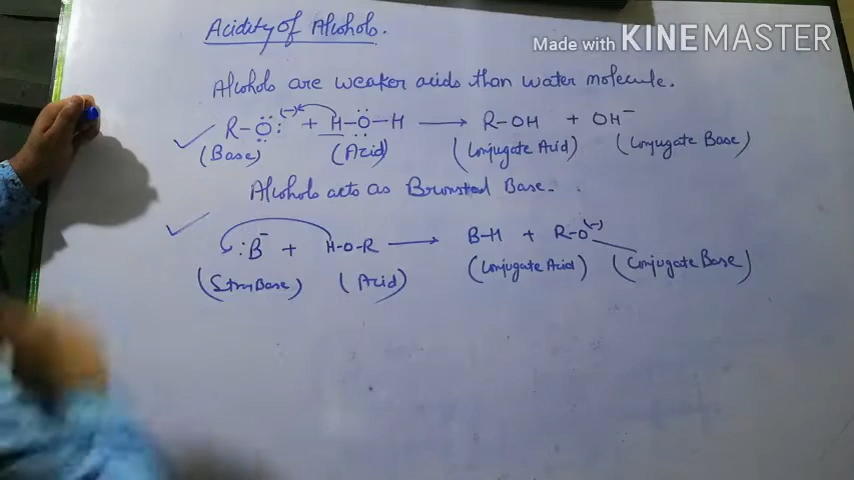 Acidity of Alcohols.
Made with KINEMASTER
Alcohols are weaker acids than water molecule.
R-Ö: (-) + H-Ö-H → R-OH + OH⁻
(Base) (Acid) (Conjugate Acid) (Conjugate Base)
Alcohols acts as Bronsted Base.
:B⁻ + H-O-R → B-H + R-O(-)
(Strn Base) (Acid) (Conjugate Acid) (Conjugate Base)